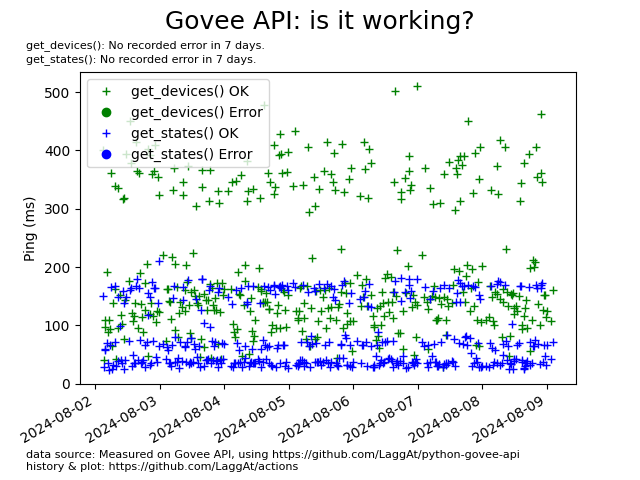 Govee API: is it working?
get_devices(): No recorded error in 7 days.
get_states(): No recorded error in 7 days.
get_devices() OK
get_devices() Error
get_states() OK
get_states() Error
Ping (ms)
500
400
300
200
100
0
2024-08-02
2024-08-03
2024-08-04
2024-08-05
2024-08-06
2024-08-07
2024-08-08
2024-08-09
data source: Measured on Govee API, using https://github.com/LaggAt/python-govee-api
history & plot: https://github.com/LaggAt/actions